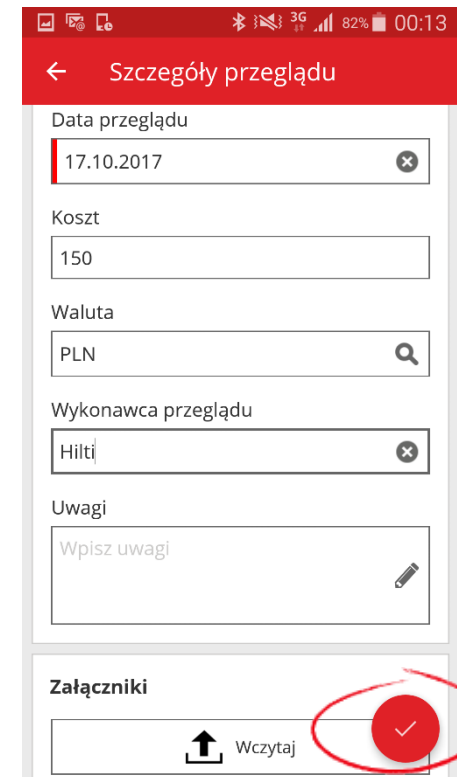 3G 82% 00:13
Szczegóły przeglądu
Data przeglądu
17.10.2017
Koszt
150
Waluta
PLN
Wykonawca przeglądu
Hilti
Uwagi
Wpisz uwagi
Załączniki
Wczytaj